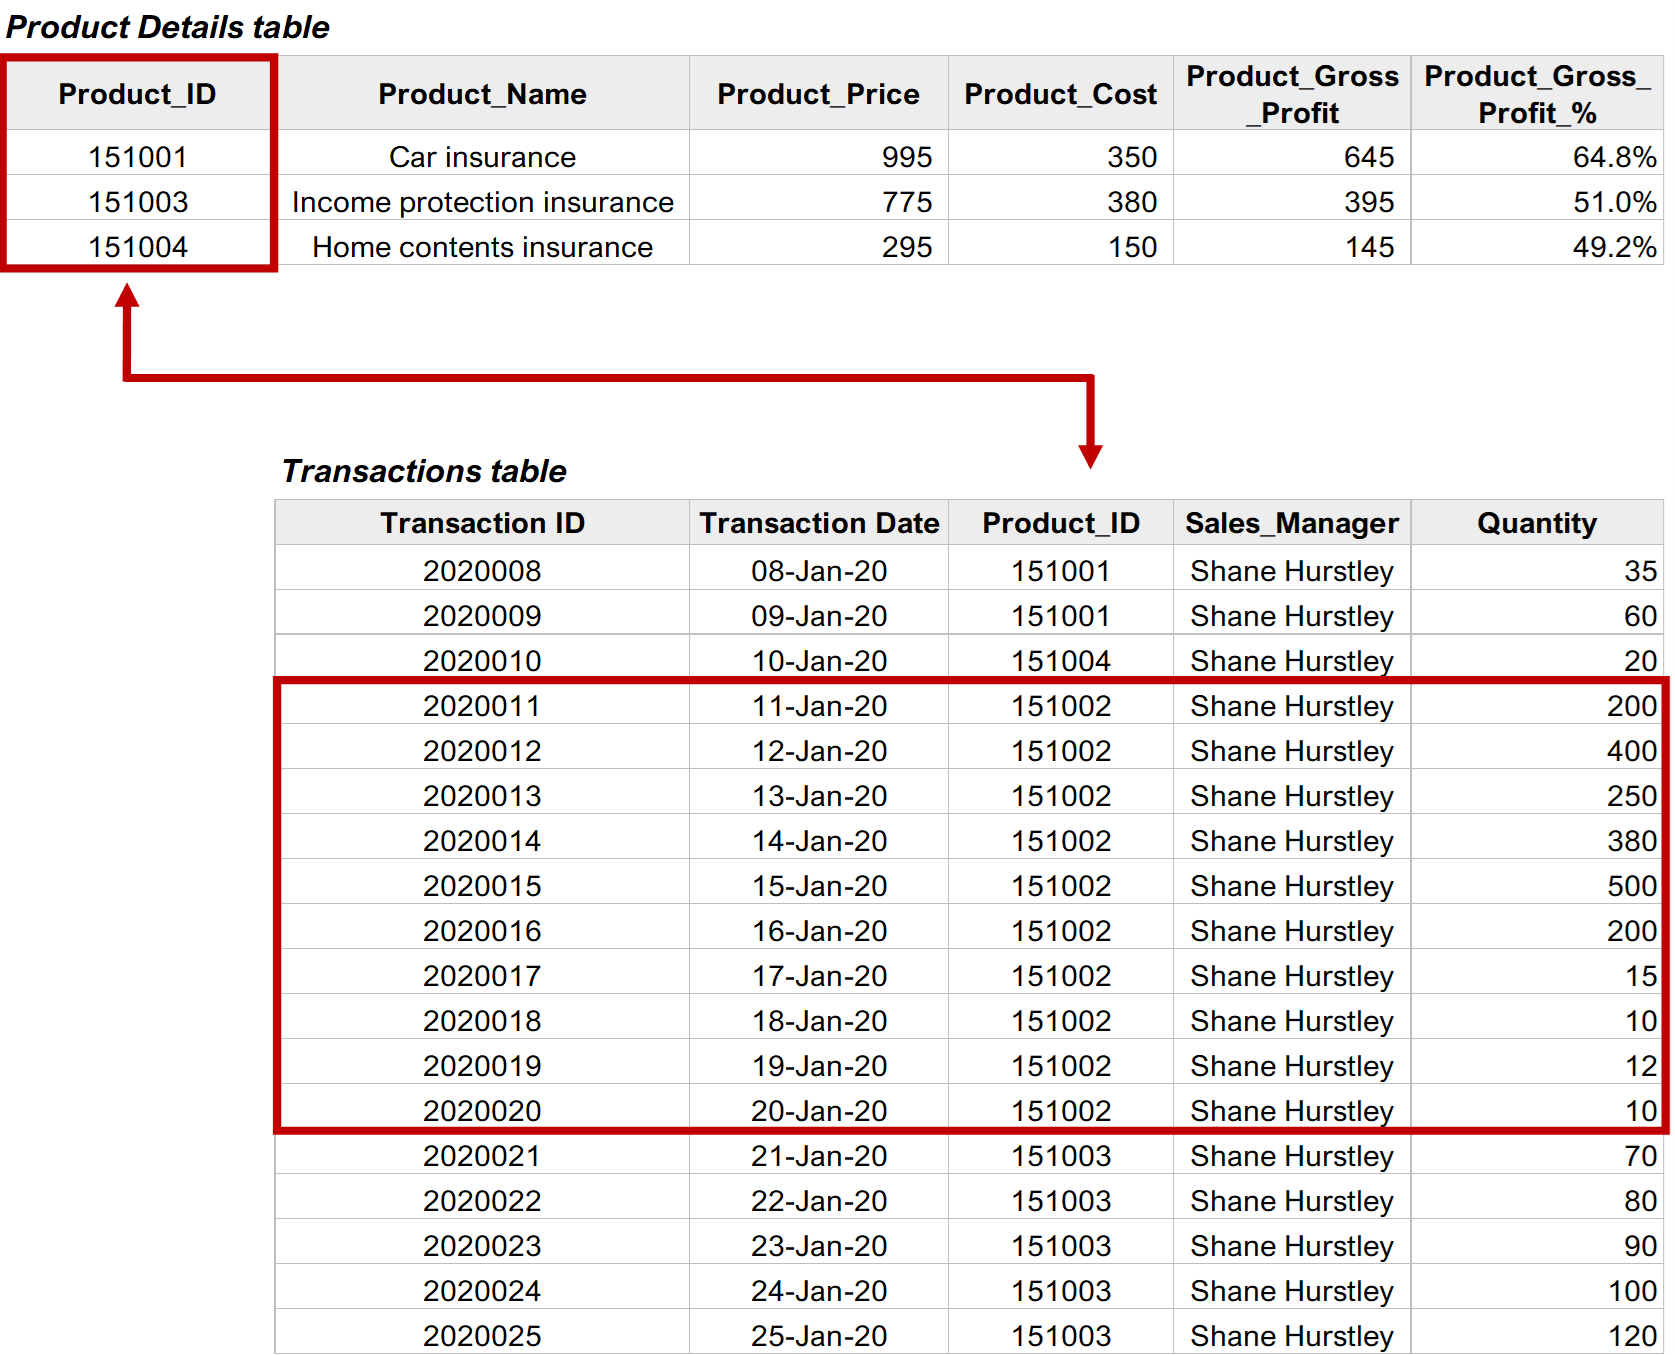 Product Details table
Product_ID Product_Name Product_Price Product_Cost Product_Gross_Profit Product_Gross_Profit_%
151001 Car insurance 995 350 645 64.8%
151003 Income protection insurance 775 380 395 51.0%
151004 Home contents insurance 295 150 145 49.2%
Transactions table
Transaction ID Transaction Date Product_ID Sales_Manager Quantity
2020008 08-Jan-20 151001 Shane Hurstley 35
2020009 09-Jan-20 151001 Shane Hurstley 60
2020010 10-Jan-20 151004 Shane Hurstley 20
2020011 11-Jan-20 151002 Shane Hurstley 200
2020012 12-Jan-20 151002 Shane Hurstley 400
2020013 13-Jan-20 151002 Shane Hurstley 250
2020014 14-Jan-20 151002 Shane Hurstley 380
2020015 15-Jan-20 151002 Shane Hurstley 500
2020016 16-Jan-20 151002 Shane Hurstley 200
2020017 17-Jan-20 151002 Shane Hurstley 15
2020018 18-Jan-20 151002 Shane Hurstley 10
2020019 19-Jan-20 151002 Shane Hurstley 12
2020020 20-Jan-20 151002 Shane Hurstley 10
2020021 21-Jan-20 151003 Shane Hurstley 70
2020022 22-Jan-20 151003 Shane Hurstley 80
2020023 23-Jan-20 151003 Shane Hurstley 90
2020024 24-Jan-20 151003 Shane Hurstley 100
2020025 25-Jan-20 151003 Shane Hurstley 120